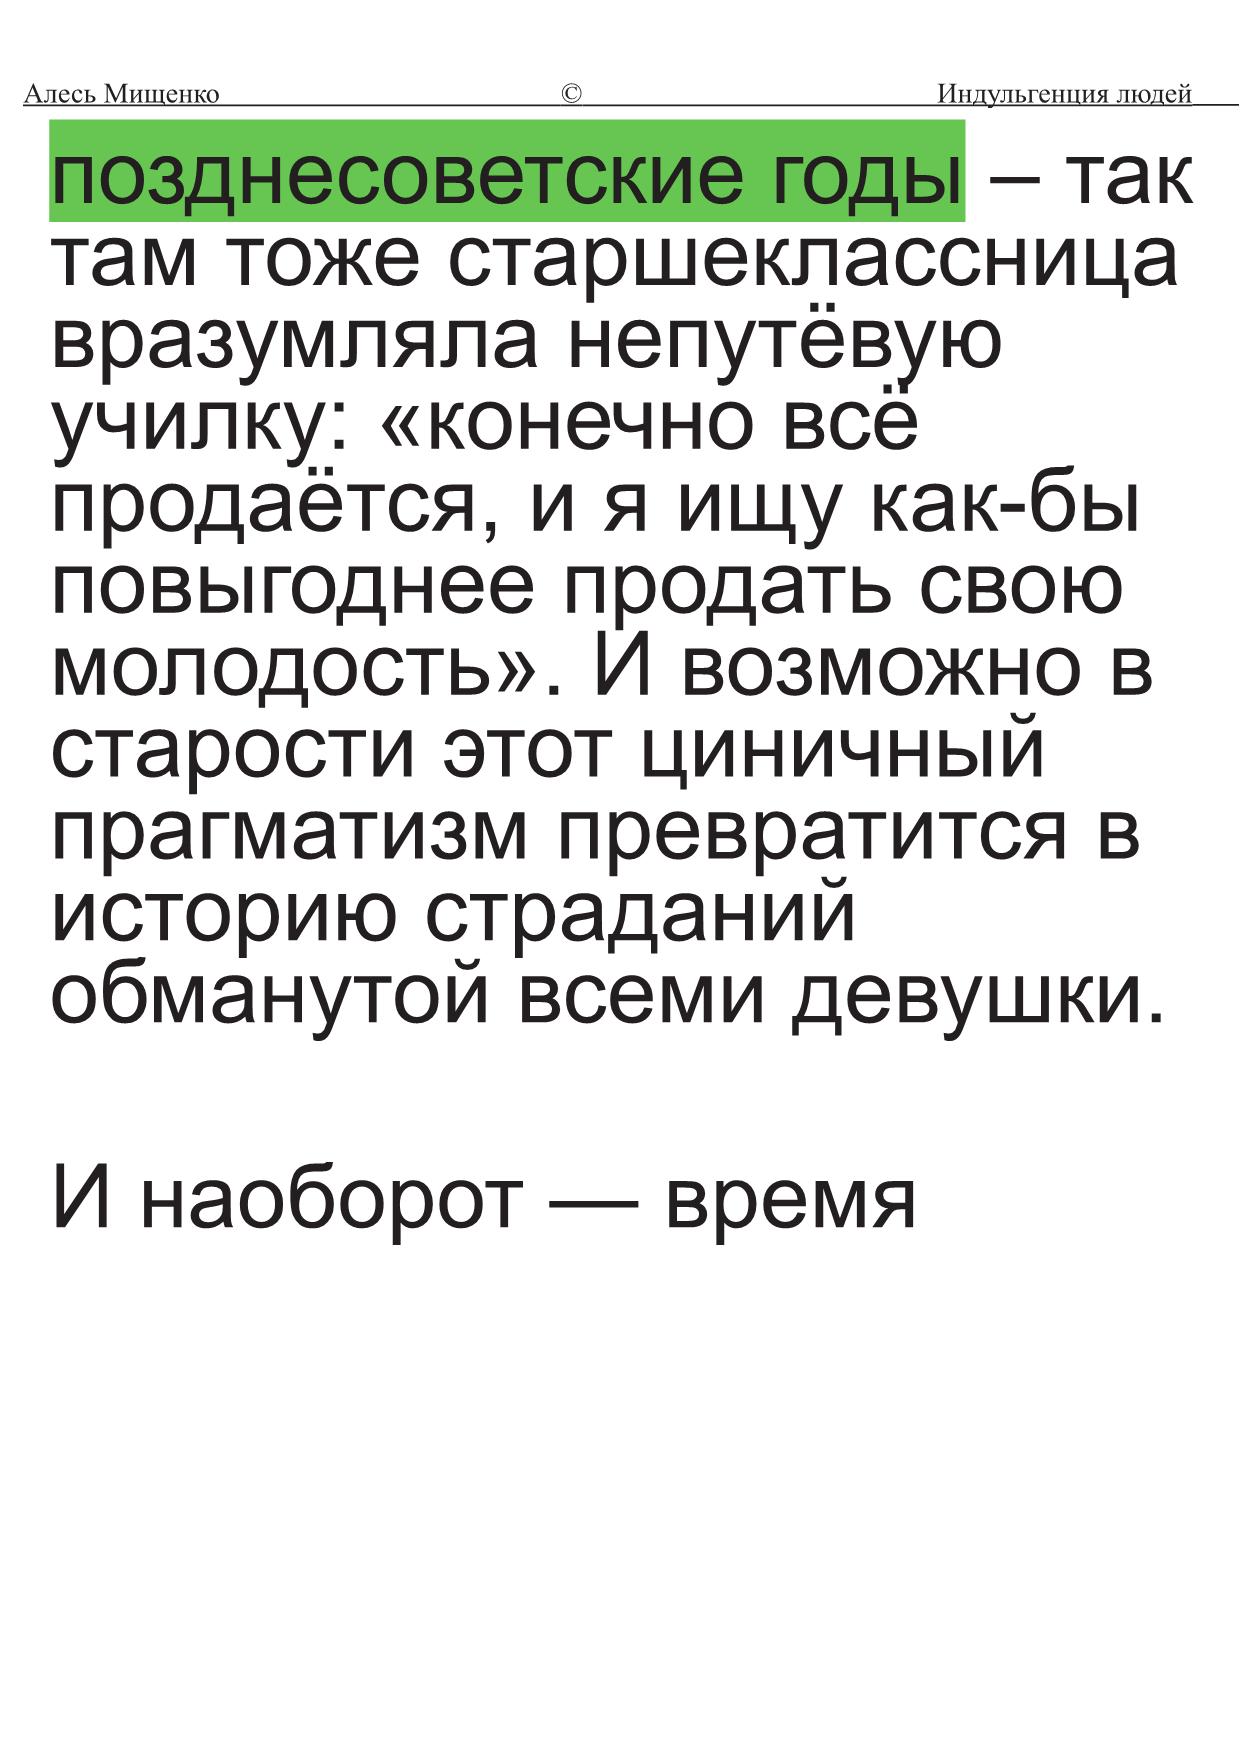 Алесь Мищенко © Индульгенция людей
позднесоветские годы – так
там тоже старшеклассница
вразумляла непутёвую
училку: «конечно всё
продаётся, и я ищу как-бы
повыгоднее продать свою
молодость». И возможно в
старости этот циничный
прагматизм превратится в
историю страданий
обманутой всеми девушки.
И наоборот — время